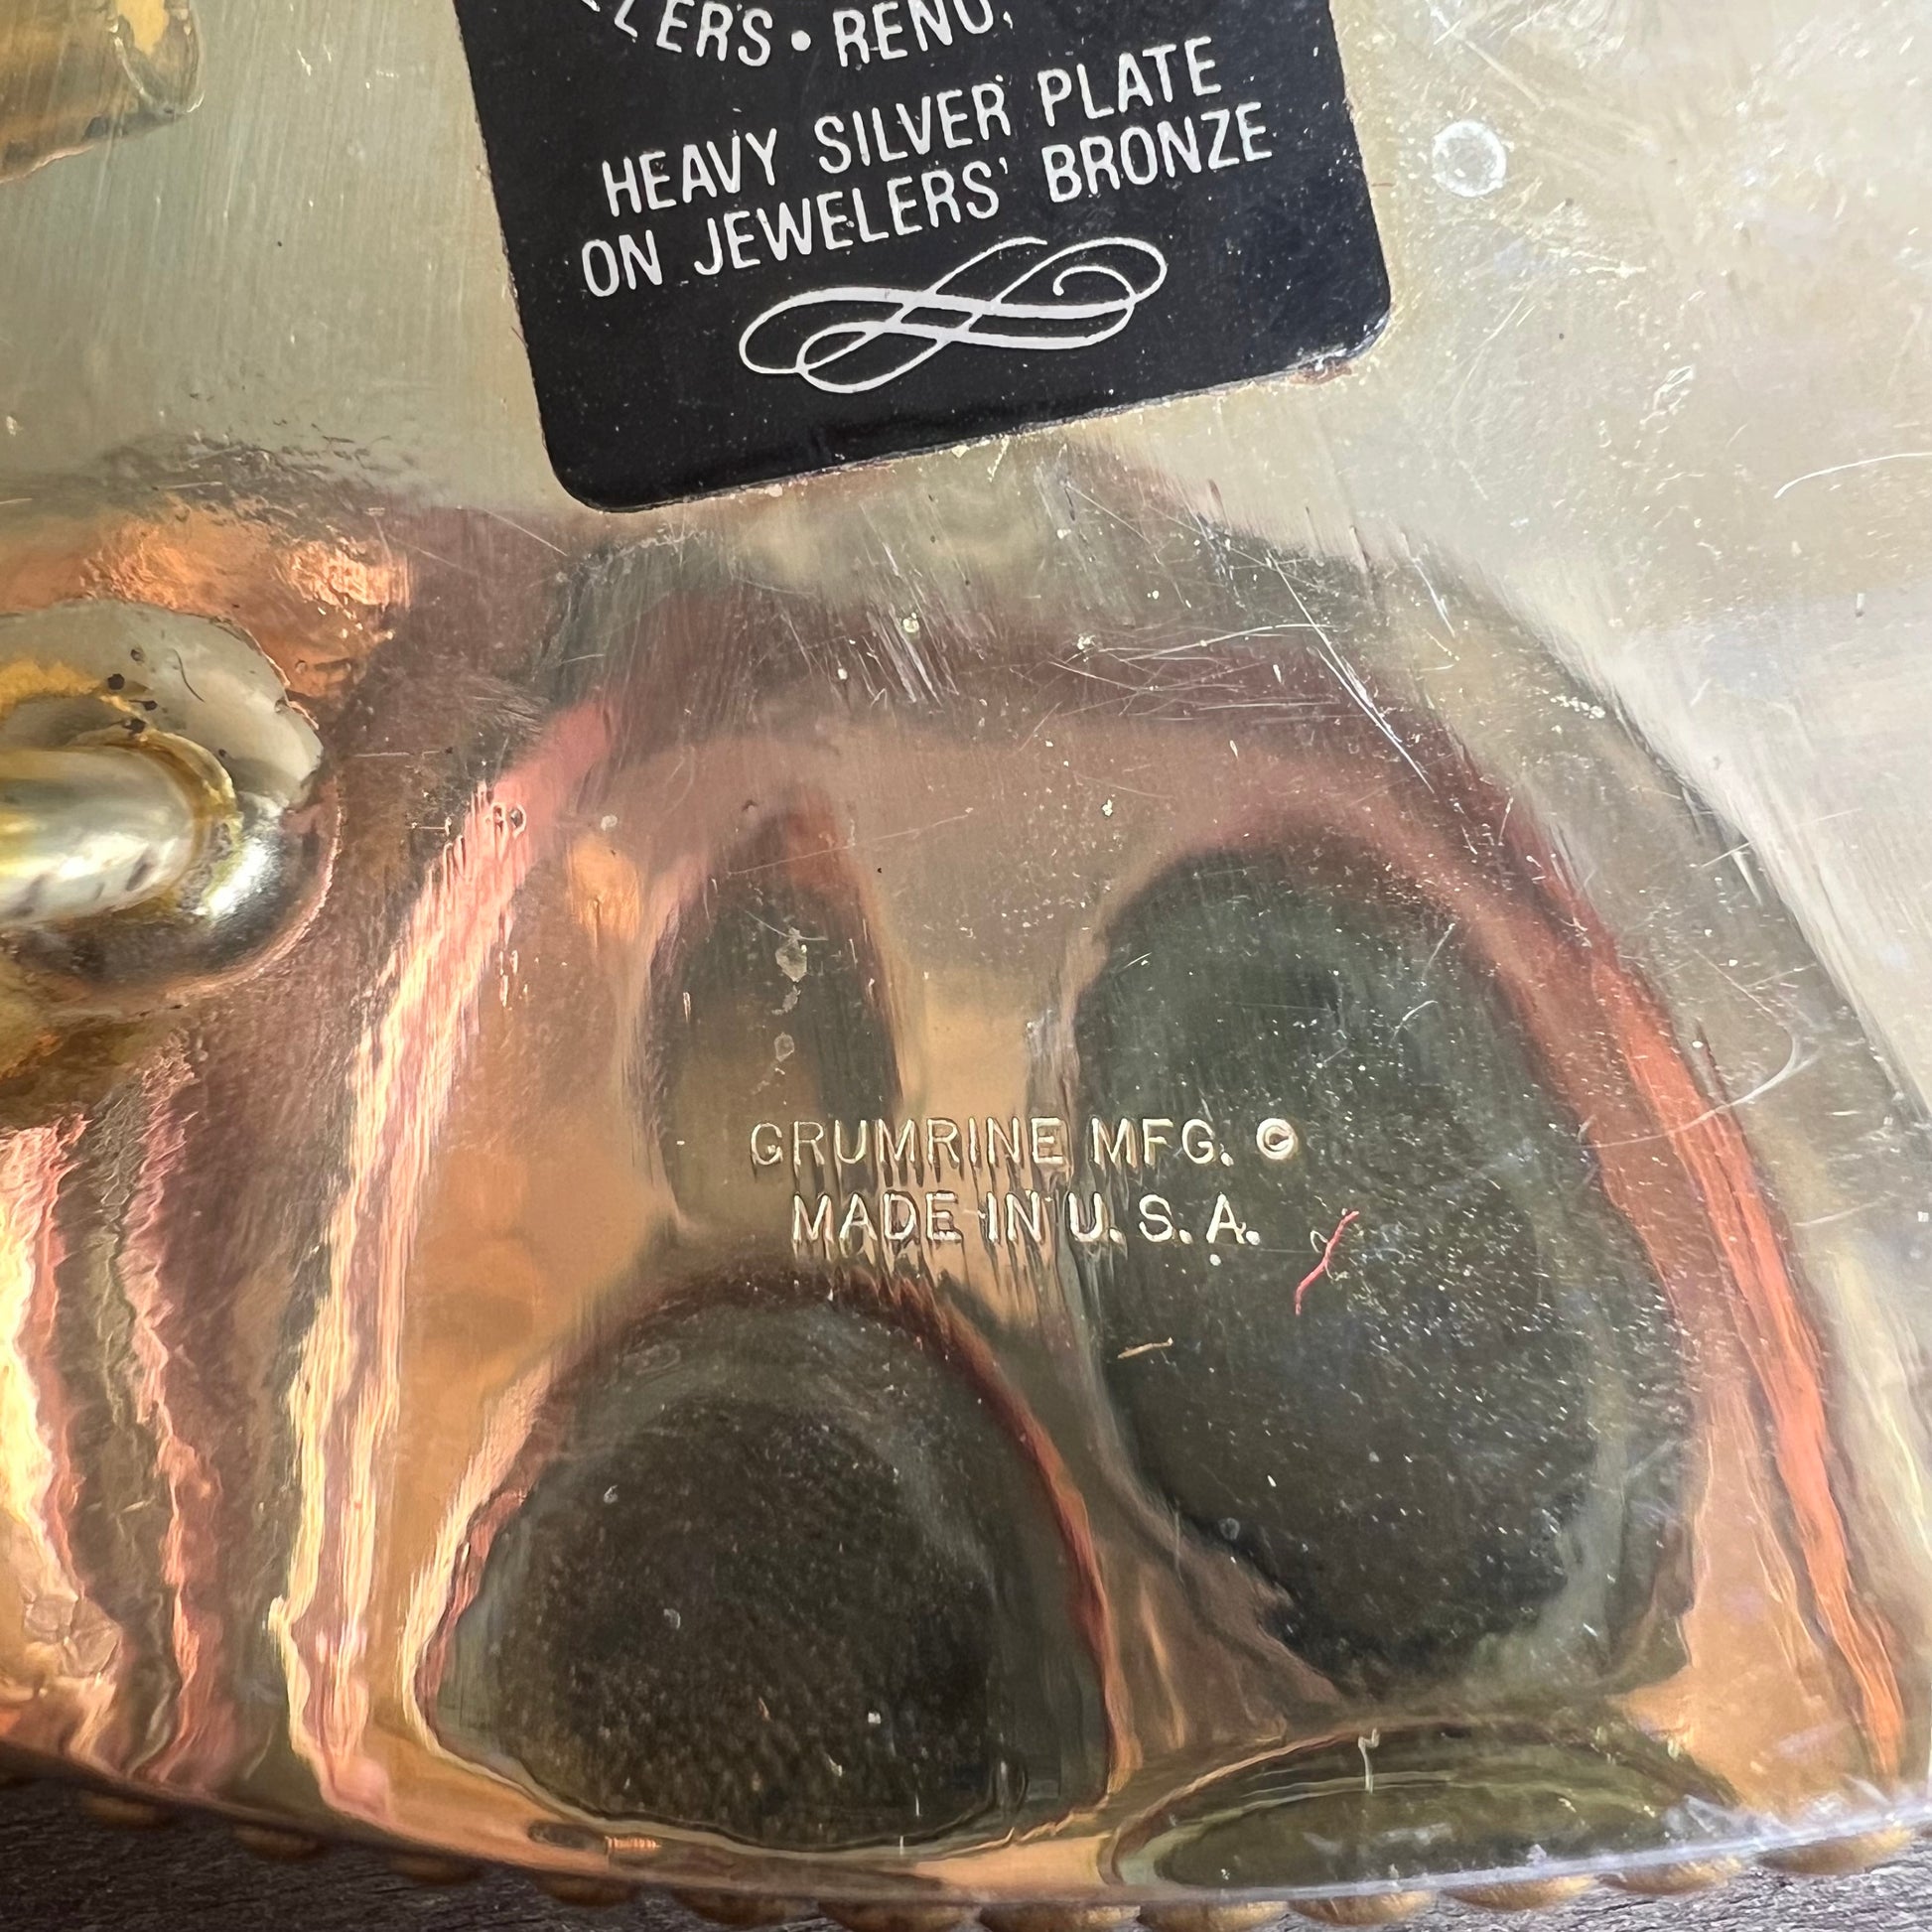 LERS • RENO,
HEAVY SILVER PLATE
ON JEWELERS' BRONZE
CRUMRINE MFG. ©
MADE IN U.S.A.